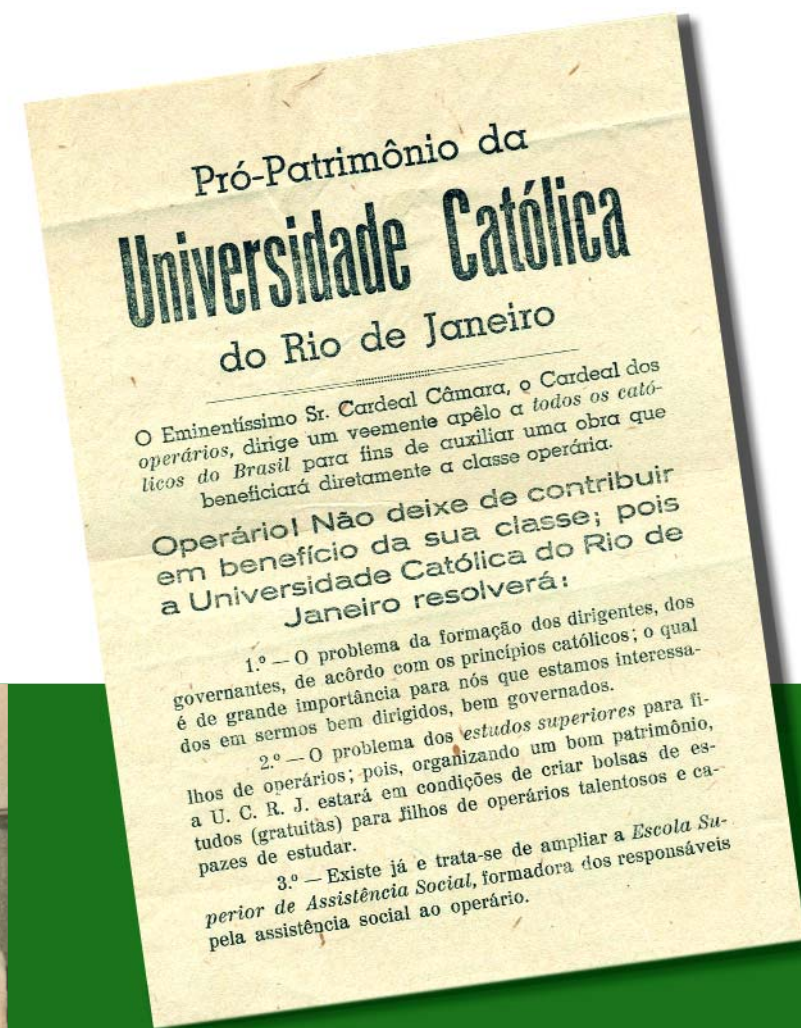 Pró-Patrimônio da
Universidade Católica
do Rio de Janeiro
O Eminentíssimo Sr. Cardeal Câmara, o Cardeal dos
operários, dirige um veemente apêlo a todos os cató-
licos do Brasil para fins de auxiliar uma obra que
beneficiará diretamente a classe operária.
Operário! Não deixe de contribuir
em benefício da sua classe; pois
a Universidade Católica do Rio de
Janeiro resolverá:
1.º — O problema da formação dos dirigentes, dos
governantes, de acôrdo com os princípios católicos; o qual
é de grande importância para nós que estamos interessa-
dos em sermos bem dirigidos, bem governados.
2.º — O problema dos estudos superiores para fi-
lhos de operários; pois, organizando um bom patrimônio,
a U. C. R. J. estará em condições de criar bolsas de es-
tudos (gratuitas) para filhos de operários talentosos e ca-
pazes de estudar.
3.º — Existe já e trata-se de ampliar a Escola Su-
perior de Assistência Social, formadora dos responsáveis
pela assistência social ao operário.